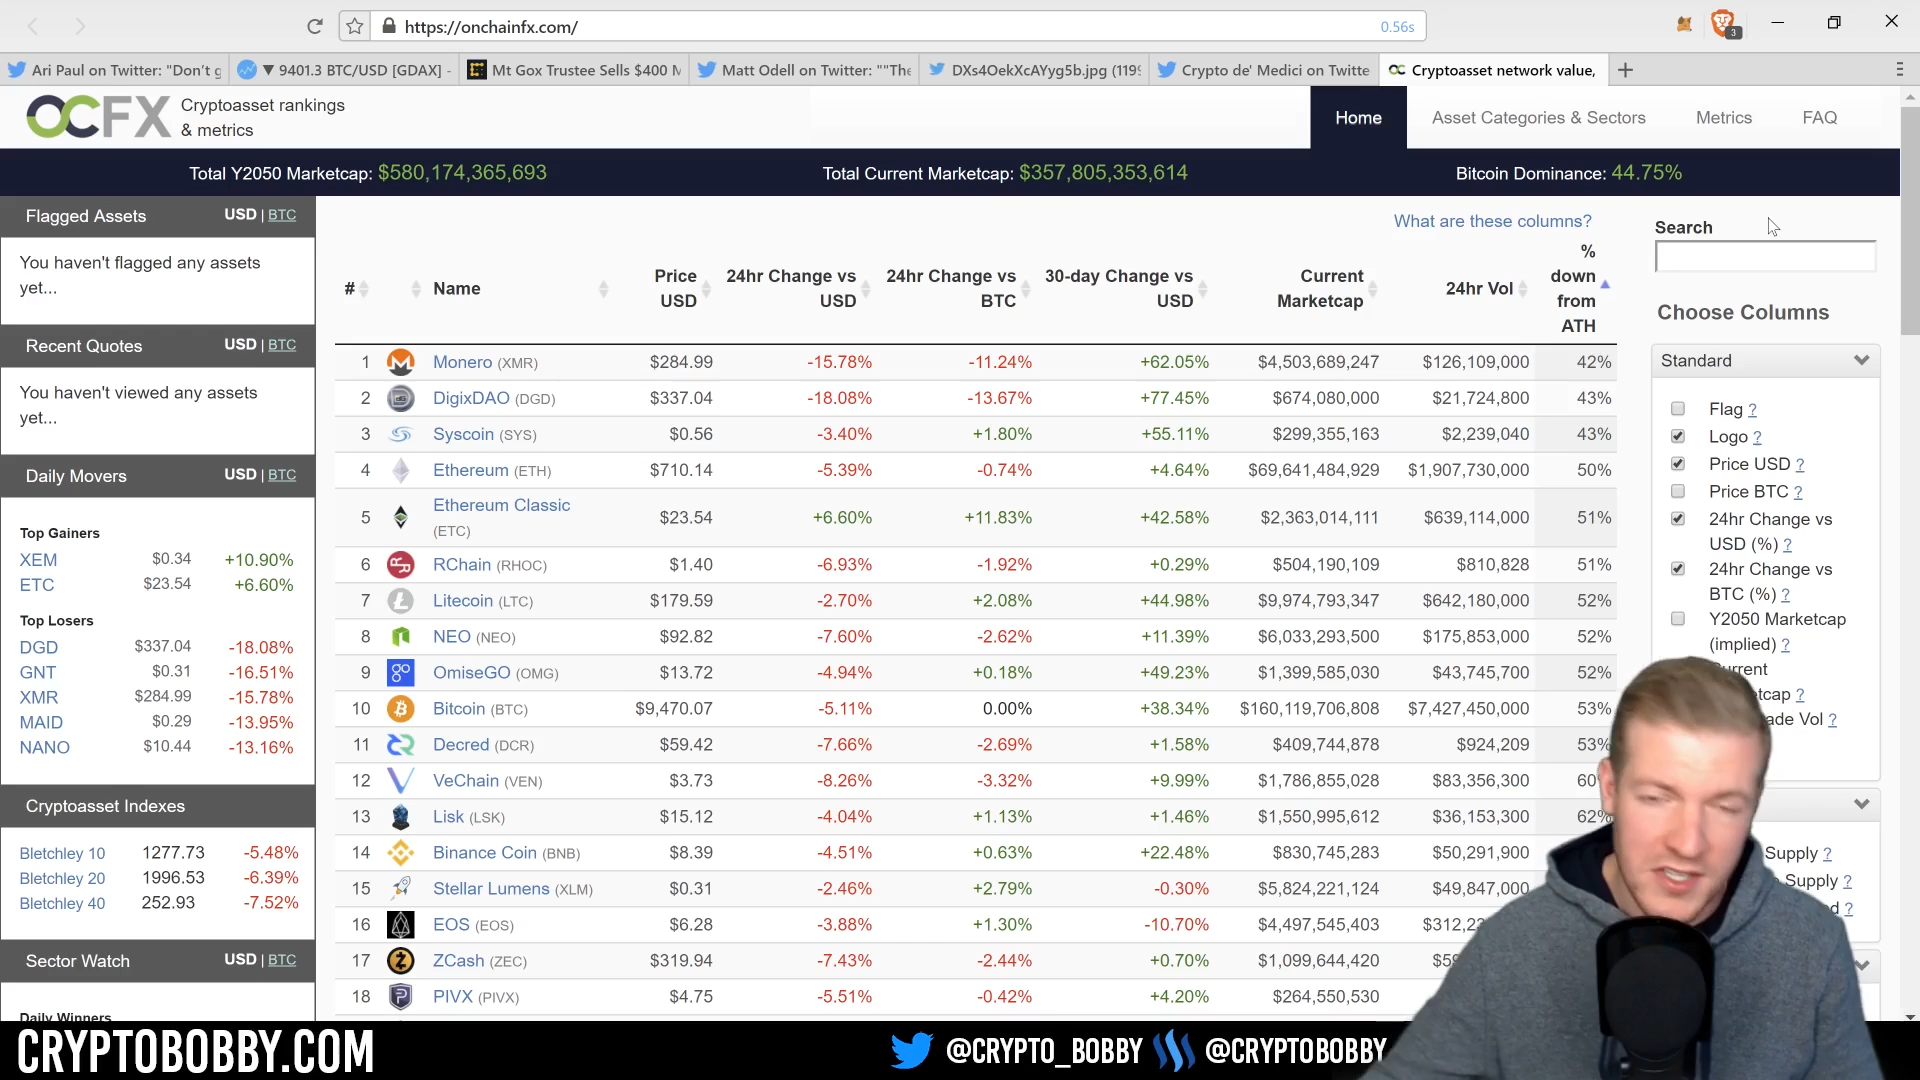 https://onchainfx.com/
0.56s
3
Ari Paul on Twitter: "Don't g
▼ 9401.3 BTC/USD [GDAX] -
Mt Gox Trustee Sells $400 M
Matt Odell on Twitter: ""The
DXs4OekXcAYyg5b.jpg (119
Crypto de' Medici on Twitte
Cryptoasset network value,
OCFX
Cryptoasset rankings
& metrics
Home
Asset Categories & Sectors
Metrics
FAQ
Total Y2050 Marketcap: $580,174,365,693
Total Current Marketcap: $357,805,353,614
Bitcoin Dominance: 44.75%
Flagged Assets USD | BTC
You haven't flagged any assets
yet...
Recent Quotes USD | BTC
You haven't viewed any assets
yet...
Daily Movers USD | BTC
Top Gainers
XEM $0.34 +10.90%
ETC $23.54 +6.60%
Top Losers
DGD $337.04 -18.08%
GNT $0.31 -16.51%
XMR $284.99 -15.78%
MAID $0.29 -13.95%
NANO $10.44 -13.16%
Cryptoasset Indexes
Bletchley 10 1277.73 -5.48%
Bletchley 20 1996.53 -6.39%
Bletchley 40 252.93 -7.52%
Sector Watch USD | BTC
Daily Winners
What are these columns?
# Name Price USD 24hr Change vs USD 24hr Change vs BTC 30-day Change vs USD Current Marketcap 24hr Vol % down from ATH
1 Monero (XMR) $284.99 -15.78% -11.24% +62.05% $4,503,689,247 $126,109,000 42%
2 DigixDAO (DGD) $337.04 -18.08% -13.67% +77.45% $674,080,000 $21,724,800 43%
3 Syscoin (SYS) $0.56 -3.40% +1.80% +55.11% $299,355,163 $2,239,040 43%
4 Ethereum (ETH) $710.14 -5.39% -0.74% +4.64% $69,641,484,929 $1,907,730,000 50%
5 Ethereum Classic (ETC) $23.54 +6.60% +11.83% +42.58% $2,363,014,111 $639,114,000 51%
6 RChain (RHOC) $1.40 -6.93% -1.92% +0.29% $504,190,109 $810,828 51%
7 Litecoin (LTC) $179.59 -2.70% +2.08% +44.98% $9,974,793,347 $642,180,000 52%
8 NEO (NEO) $92.82 -7.60% -2.62% +11.39% $6,033,293,500 $175,853,000 52%
9 OmiseGO (OMG) $13.72 -4.94% +0.18% +49.23% $1,399,585,030 $43,745,700 52%
10 Bitcoin (BTC) $9,470.07 -5.11% 0.00% +38.34% $160,119,706,808 $7,427,450,000 53%
11 Decred (DCR) $59.42 -7.66% -2.69% +1.58% $409,744,878 $924,209 53%
12 VeChain (VEN) $3.73 -8.26% -3.32% +9.99% $1,786,855,028 $83,356,300 60
13 Lisk (LSK) $15.12 -4.04% +1.13% +1.46% $1,550,995,612 $36,153,300 62%
14 Binance Coin (BNB) $8.39 -4.51% +0.63% +22.48% $830,745,283 $50,291,900
15 Stellar Lumens (XLM) $0.31 -2.46% +2.79% -0.30% $5,824,221,124 $49,847,000
16 EOS (EOS) $6.28 -3.88% +1.30% -10.70% $4,497,545,403 $312,2
17 ZCash (ZEC) $319.94 -7.43% -2.44% +0.70% $1,099,644,420
18 PIVX (PIVX) $4.75 -5.51% -0.42% +4.20% $264,550,530
Search
Choose Columns
Standard
Flag ?
Logo ?
Price USD ?
Price BTC ?
24hr Change vs
USD (%) ?
24hr Change vs
BTC (%) ?
Y2050 Marketcap
(implied) ?
urrent
etcap ?
ade Vol ?
Supply ?
Supply ?
ed ?
CRYPTOBOBBY.COM
@CRYPTO_BOBBY
@CRYPTOBOBBY